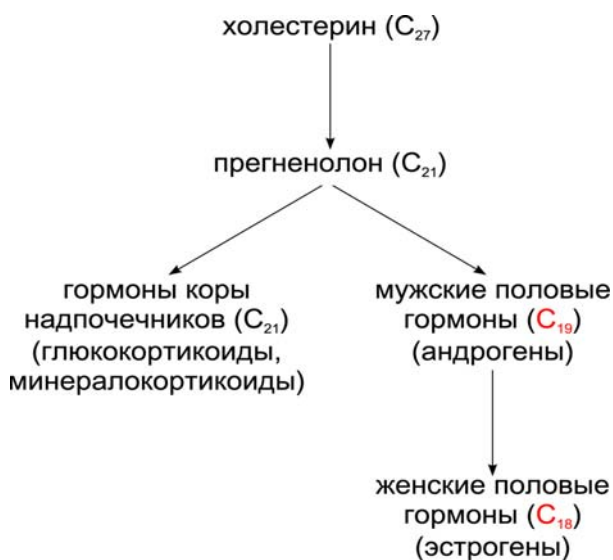 холестерин (C₂₇)
прегненолон (C₂₁)
гормоны коры
надпочечников (C₂₁)
(глюкокортикоиды,
минералокортикоиды)
мужские половые
гормоны (C₁₉)
(андрогены)
женские половые
гормоны (C₁₈)
(эстрогены)